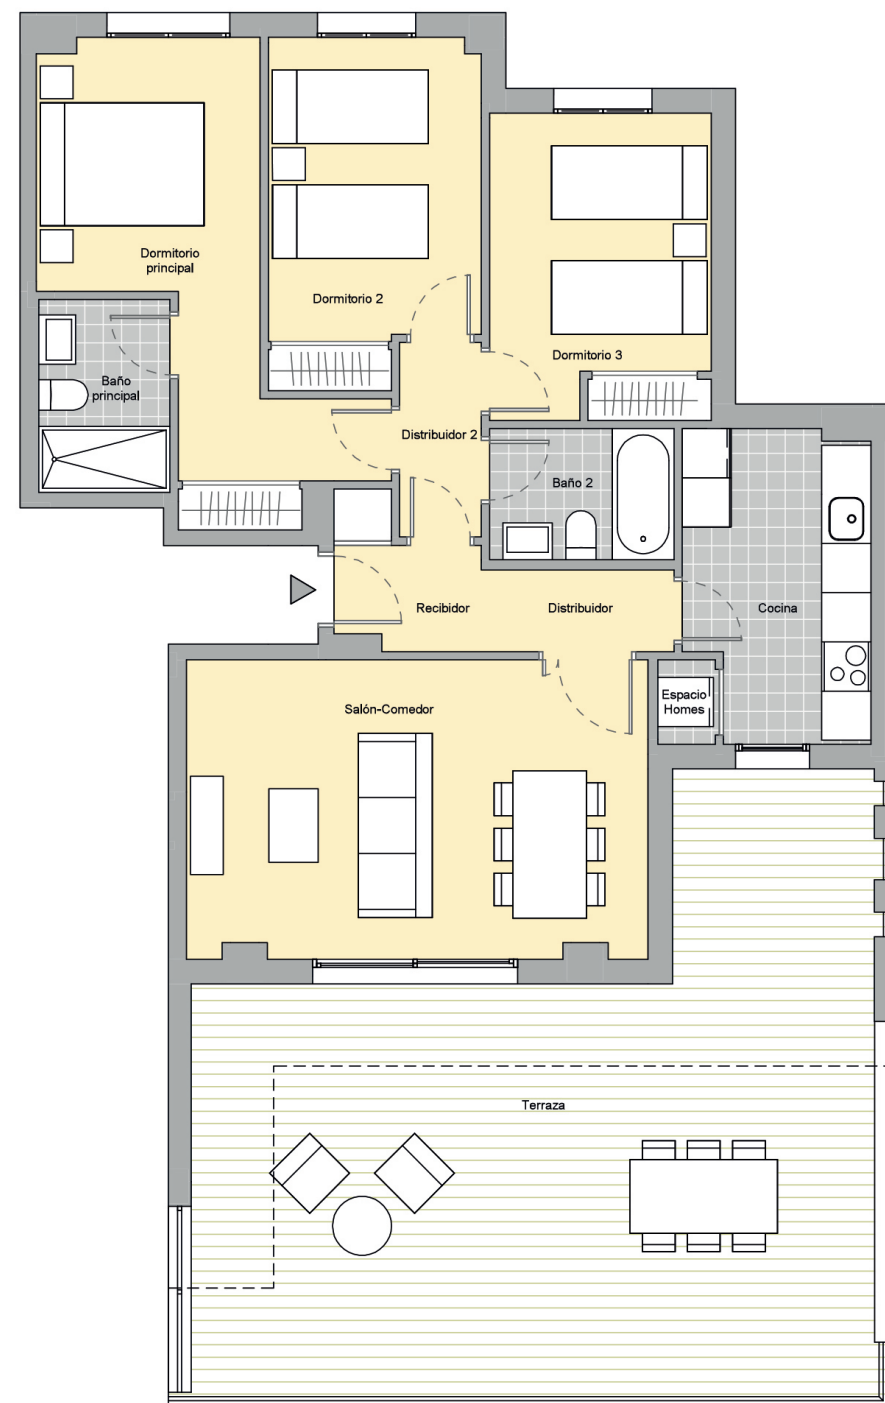 Dormitorio
principal
Dormitorio 2
Dormitorio 3
Baño
principal
Distribuidor 2
Baño 2
Recibidor
Distribuidor
Cocina
Espacio
Homes
Salón-Comedor
Terraza